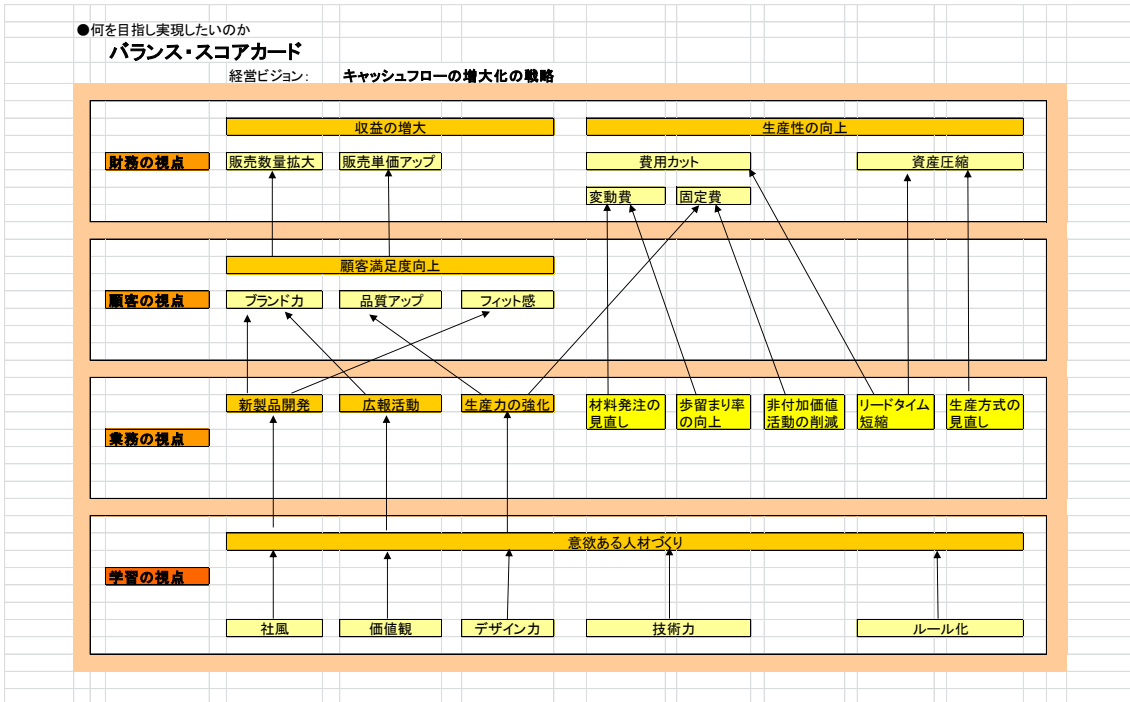 ●何を目指し実現したいのか
バランス・スコアカード
経営ビジョン: キャッシュフローの増大化の戦略
収益の増大 生産性の向上
財務の視点 販売数量拡大 販売単価アップ 費用カット 資産圧縮
変動費 固定費
顧客満足度向上
顧客の視点 ブランド力 品質アップ フィット感
新製品開発 広報活動 生産力の強化 材料発注の 歩留まり率 非付加価値 リードタイム 生産方式の
見直し の向上 活動の削減 短縮 見直し
業務の視点
意欲ある人材づくり
学習の視点
社風 価値観 デザイン力 技術力 ルール化